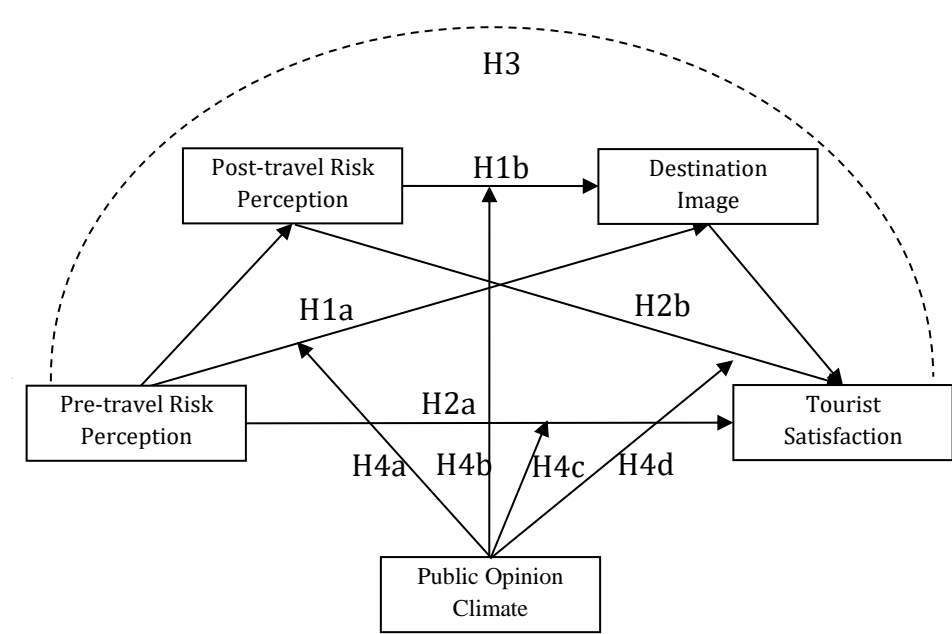 H3
Post-travel Risk
Perception
H1b
Destination
Image
H1a
H2b
Pre-travel Risk
Perception
H2a
Tourist
Satisfaction
H4a
H4b
H4c
H4d
Public Opinion
Climate